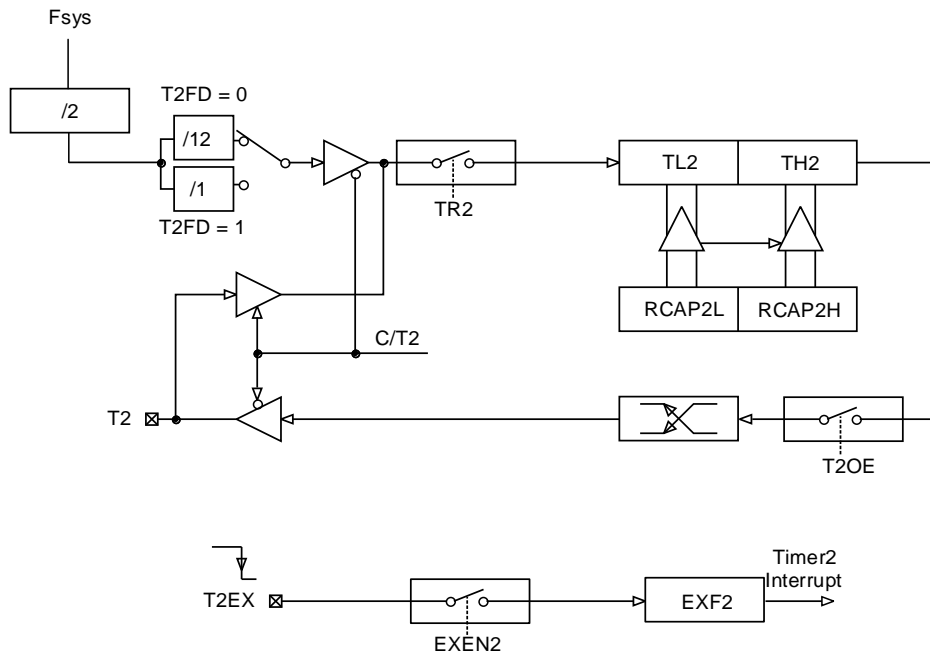 Fsys
/2
T2FD = 0
/12
/1
T2FD = 1
TR2
TL2
TH2
RCAP2L
RCAP2H
C/T2
T2
T2OE
T2EX
EXEN2
EXF2
Timer2
Interrupt